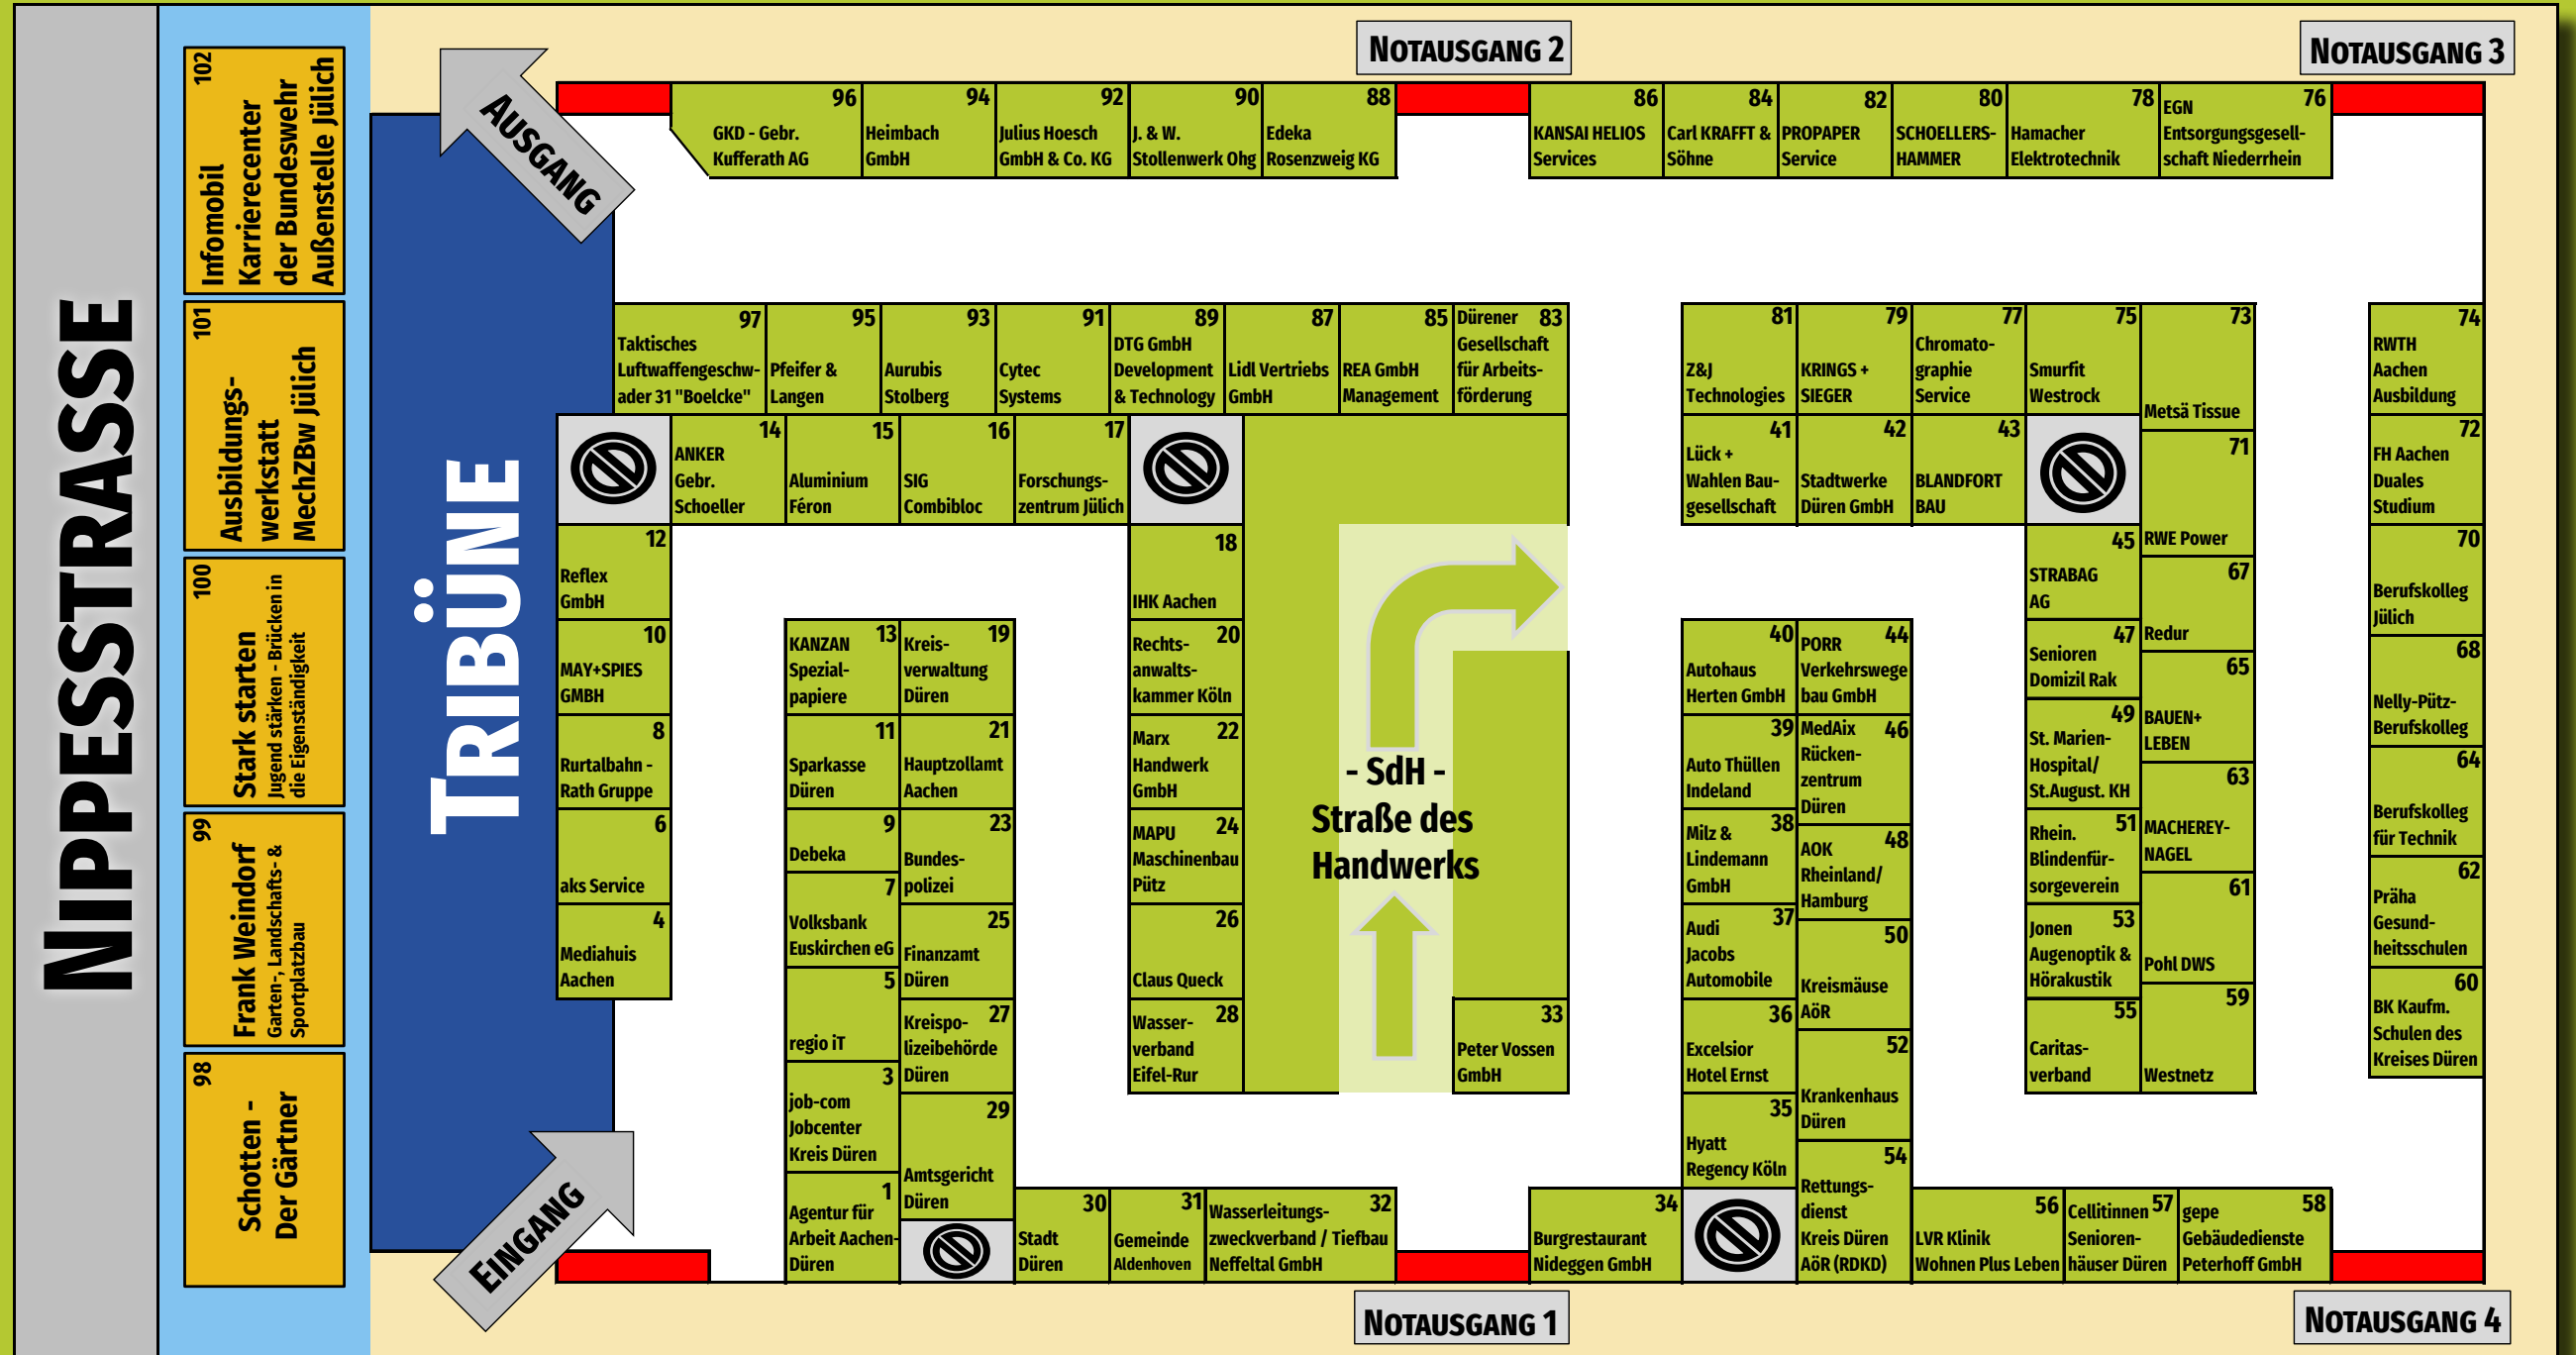 NIPPESSTRASSE
102
Infomobil
Karrierecenter
der Bundeswehr
Außenstelle Jülich
101
Ausbildungs-
werkstatt
MechZBw Jülich
100
Stark starten
Jugend stärken - Brücken in
die Eigenständigkeit
99
Frank Weindorf
Garten-, Landschafts- &
Sportplatzbau
98
Schotten -
Der Gärtner
TRIBÜNE
AUSGANG
EINGANG
NOTAUSGANG 2
NOTAUSGANG 3
96
GKD - Gebr.
Kufferath AG
94
Heimbach
GmbH
92
Julius Hoesch
GmbH & Co. KG
90
J. & W.
Stollenwerk Ohg
88
Edeka
Rosenzweig KG
86
KANSAI HELIOS
Services
84
Carl KRAFFT &
Söhne
82
PROPAPER
Service
80
SCHOELLERS-
HAMMER
78
Hamacher
Elektrotechnik
76
EGN
Entsorgungsgesell-
schaft Niederrhein
97
Taktisches
Luftwaffengeschw-
ader 31 "Boelcke"
95
Pfeifer &
Langen
93
Aurubis
Stolberg
91
Cytec
Systems
89
DTG GmbH
Development
& Technology
87
Lidl Vertriebs
GmbH
85
REA GmbH
Management
83
Dürener
Gesellschaft
für Arbeits-
förderung
81
Z&J
Technologies
79
KRINGS +
SIEGER
77
Chromato-
graphie
Service
75
Smurfit
Westrock
73
Metsä Tissue
74
RWTH
Aachen
Ausbildung
14
ANKER
Gebr.
Schoeller
15
Aluminium
Féron
16
SIG
Combibloc
17
Forschungs-
zentrum Jülich
41
Lück +
Wahlen Bau-
gesellschaft
42
Stadtwerke
Düren GmbH
43
BLANDFORT
BAU
71
RWE Power
72
FH Aachen
Duales
Studium
12
Reflex
GmbH
10
MAY+SPIES
GMBH
8
Rurtalbahn -
Rath Gruppe
6
aks Service
4
Mediahuis
Aachen
13
KANZAN
Spezial-
papiere
11
Sparkasse
Düren
9
Debeka
7
Volksbank
Euskirchen eG
5
regio iT
3
job-com
Jobcenter
Kreis Düren
1
Agentur für
Arbeit Aachen-
Düren
19
Kreis-
verwaltung
Düren
21
Hauptzollamt
Aachen
23
Bundes-
polizei
25
Finanzamt
Düren
27
Kreispo-
lizeibehörde
Düren
29
Amtsgericht
Düren
18
IHK Aachen
20
Rechts-
anwalts-
kammer Köln
22
Marx
Handwerk
GmbH
24
MAPU
Maschinenbau
Pütz
26
Claus Queck
28
Wasser-
verband
Eifel-Rur
- SdH -
Straße des
Handwerks
33
Peter Vossen
GmbH
30
Stadt
Düren
31
Gemeinde
Aldenhoven
32
Wasserleitungs-
zweckverband / Tiefbau
Neffeltal GmbH
34
Burgrestaurant
Nideggen GmbH
40
Autohaus
Herten GmbH
39
Auto Thüllen
Indeland
38
Milz &
Lindemann
GmbH
37
Audi
Jacobs
Automobile
36
Excelsior
Hotel Ernst
35
Hyatt
Regency Köln
44
PORR
Verkehrswege
bau GmbH
46
MedAix
Rücken-
zentrum
Düren
48
AOK
Rheinland/
Hamburg
50
Kreismäuse
AöR
52
Krankenhaus
Düren
54
Rettungs-
dienst
Kreis Düren
AöR (RDKD)
56
LVR Klinik
Wohnen Plus Leben
57
Cellitinnen
Senioren-
häuser Düren
58
gepe
Gebäudedienste
Peterhoff GmbH
45
STRABAG
AG
47
Senioren
Domizil Rak
49
St. Marien-
Hospital/
St.August. KH
51
Rhein.
Blindenfür-
sorgeverein
53
Jonen
Augenoptik &
Hörakustik
55
Caritas-
verband
67
Redur
65
BAUEN+
LEBEN
63
MACHEREY-
NAGEL
61
Pohl DWS
59
Westnetz
70
Berufskolleg
Jülich
68
Nelly-Pütz-
Berufskolleg
64
Berufskolleg
für Technik
62
Präha
Gesund-
heitsschulen
60
BK Kaufm.
Schulen des
Kreises Düren
NOTAUSGANG 1
NOTAUSGANG 4